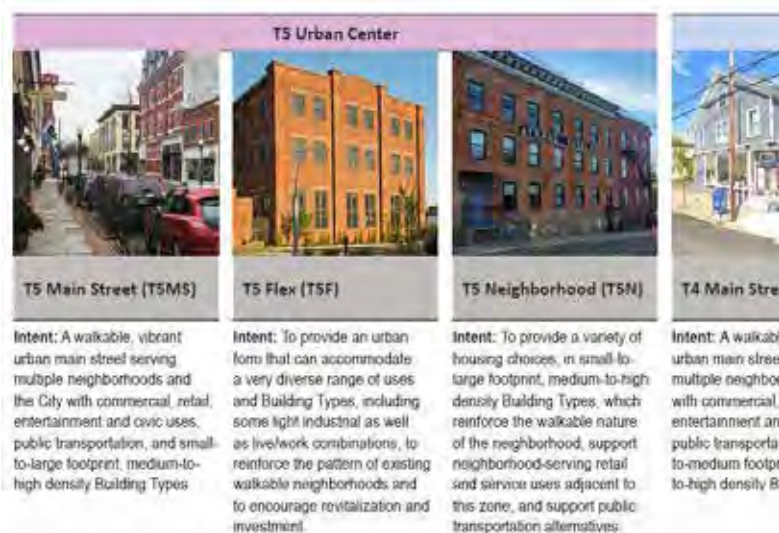 T5 Urban Center
T5 Main Street (T5MS)
Intent: A walkable, vibrant
urban main street serving
multiple neighborhoods and
the City with commercial, retail,
entertainment and civic uses,
public transportation, and small-
to-large footprint, medium-to-
high density Building Types
T5 Flex (T5F)
Intent: To provide an urban
form that can accommodate
a very diverse range of uses
and Building Types, including
some light industrial as well
as live/work combinations, to
reinforce the pattern of existing
walkable neighborhoods and
to encourage revitalization and
investment.
T5 Neighborhood (T5N)
Intent: To provide a variety of
housing choices, in small-to-
large footprint, medium-to-high
density Building Types, which
reinforce the walkable nature
of the neighborhood, support
neighborhood-serving retail
and service uses adjacent to
this zone, and support public
transportation alternatives
T4 Main Stre
Intent: A walkab
urban main stree
multiple neighbo
with commercial,
entertainment an
public transporta
to-medium footpr
to-high density B